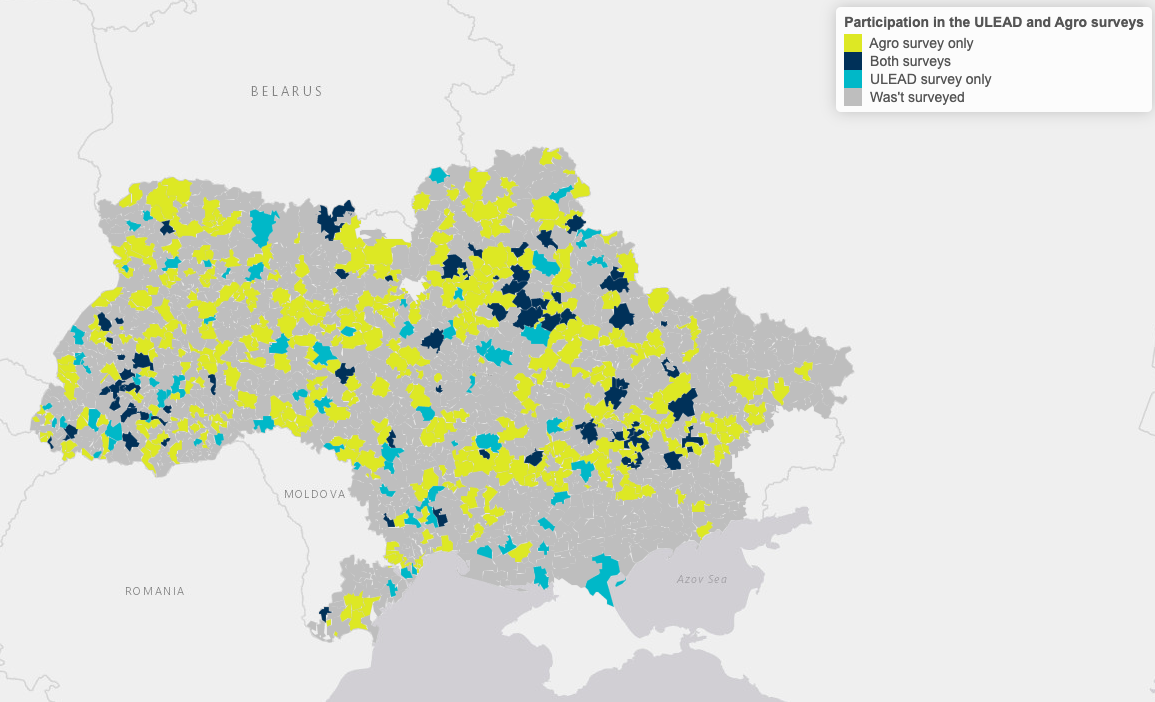 Participation in the ULEAD and Agro surveys
Agro survey only
Both surveys
ULEAD survey only
Was't surveyed
BELARUS
MOLDOVA
Azov Sea
ROMANIA